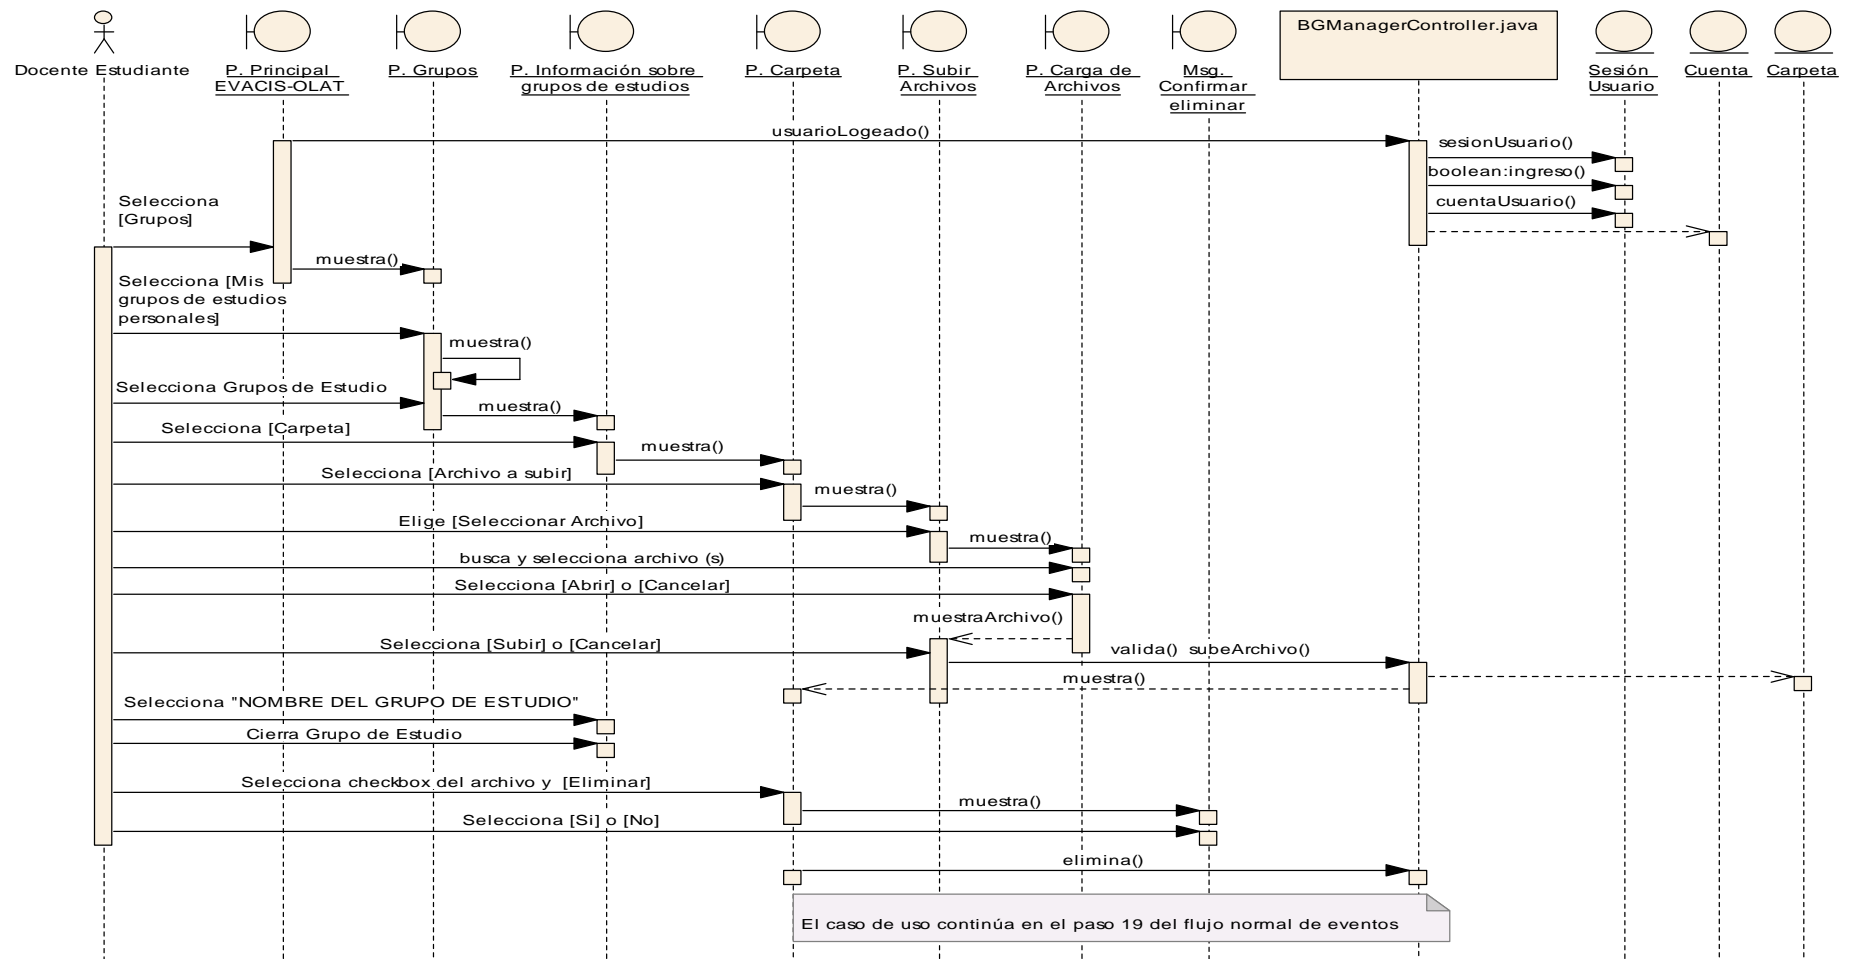 BGManagerController.java
Docente Estudiante
P. Principal
EVACIS-OLAT
P. Grupos
P. Información sobre
grupos de estudios
P. Carpeta
P. Subir
Archivos
P. Carga de
Archivos
Msg.
Confirmar
eliminar
Sesión
Usuario
Cuenta
Carpeta
usuarioLogeado()
sesionUsuario()
boolean:ingreso()
cuentaUsuario()
Selecciona
[Grupos]
muestra()
Selecciona [Mis
grupos de estudios
personales]
muestra()
Selecciona Grupos de Estudio
muestra()
Selecciona [Carpeta]
muestra()
Selecciona [Archivo a subir]
muestra()
Elige [Seleccionar Archivo]
muestra()
busca y selecciona archivo (s)
Selecciona [Abrir] o [Cancelar]
muestraArchivo()
Selecciona [Subir] o [Cancelar]
valida()  subeArchivo()
muestra()
Selecciona "NOMBRE DEL GRUPO DE ESTUDIO"
Cierra Grupo de Estudio
Selecciona checkbox del archivo y  [Eliminar]
muestra()
Selecciona [Si] o [No]
elimina()
El caso de uso continúa en el paso 19 del flujo normal de eventos